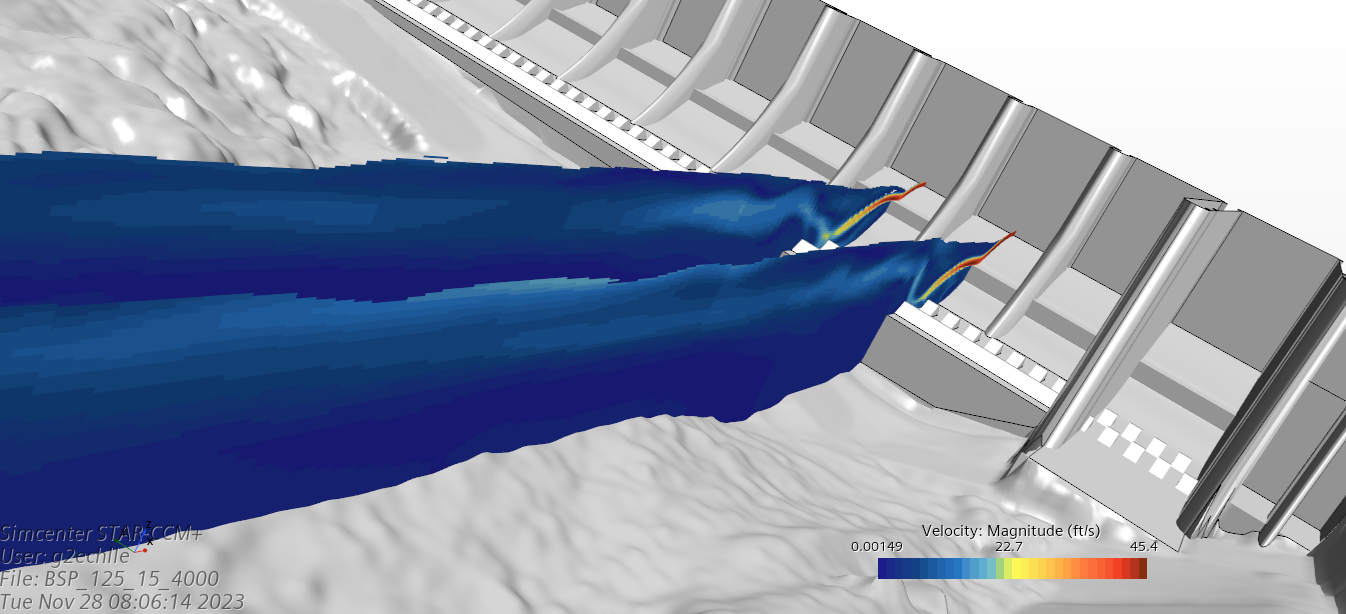 Simcenter STAR-CCM+
User: g2echlle
File: BSP_125_15_4000
Tue Nov 28 08:06:14 2023
Velocity: Magnitude (ft/s)
0.00149 22.7 45.4